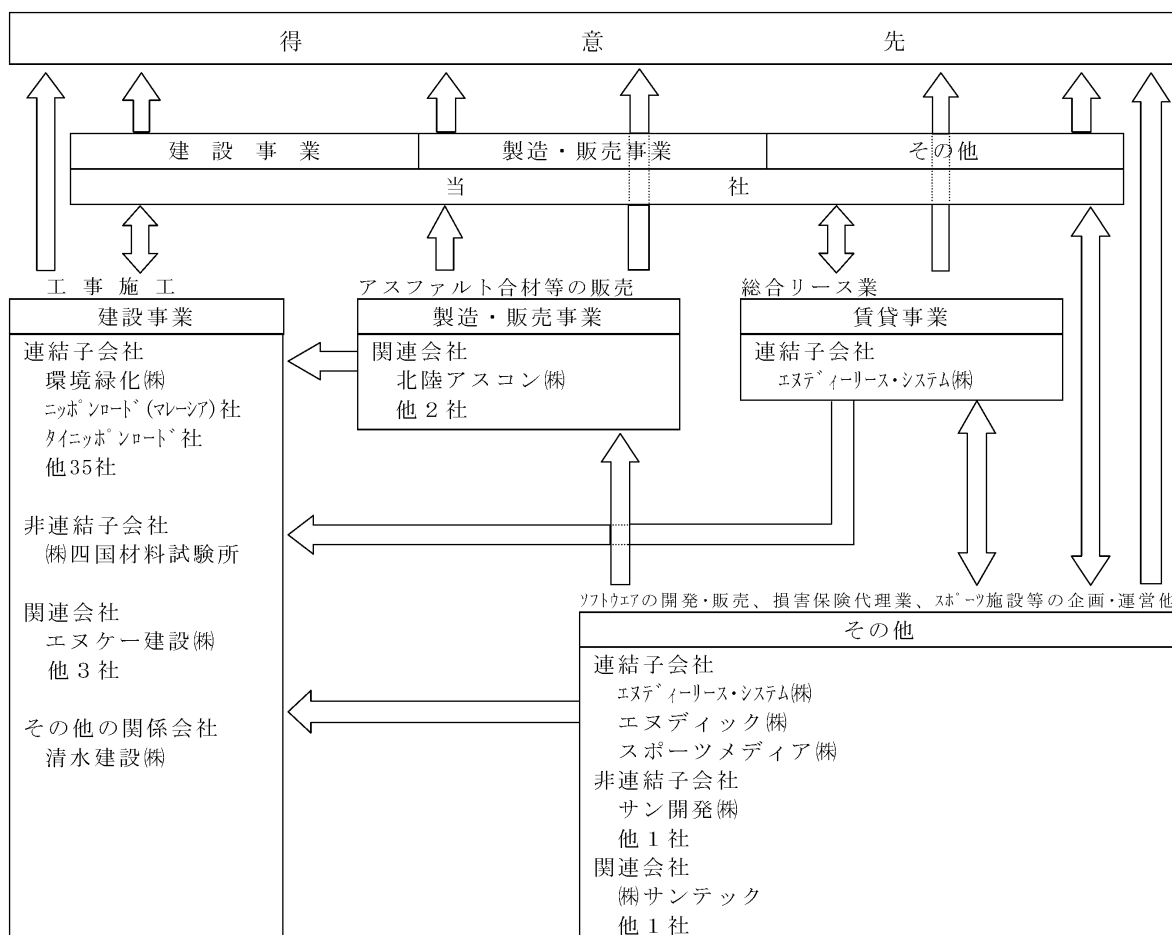 得意先
建設事業
製造・販売事業
その他
当社
工事施工
建設事業
連結子会社
環境緑化㈱
ニッポンロード(マレーシア)社
タイニッポンロード社
他35社
非連結子会社
㈱四国材料試験所
関連会社
エヌケー建設㈱
他3社
その他の関係会社
清水建設㈱
アスファルト合材等の販売
製造・販売事業
関連会社
北陸アスコン㈱
他2社
総合リース業
賃貸事業
連結子会社
エヌディーリース・システム㈱
ソフトウエアの開発・販売、損害保険代理業、スポーツ施設等の企画・運営他
その他
連結子会社
エヌディーリース・システム㈱
エヌディック㈱
スポーツメディア㈱
非連結子会社
サン開発㈱
他1社
関連会社
㈱サンテック
他1社